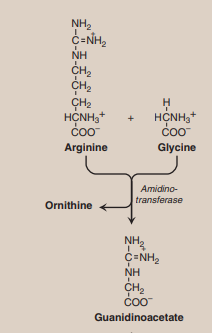 NH₂
C=NH₂⁺
NH
CH₂
CH₂
CH₂ H
HCNH₃⁺ + HCNH₃⁺
COO⁻ COO⁻
Arginine Glycine
Amidino-
Ornithine transferase
NH₂
C=NH₂⁺
NH
CH₂
COO⁻
Guanidinoacetate